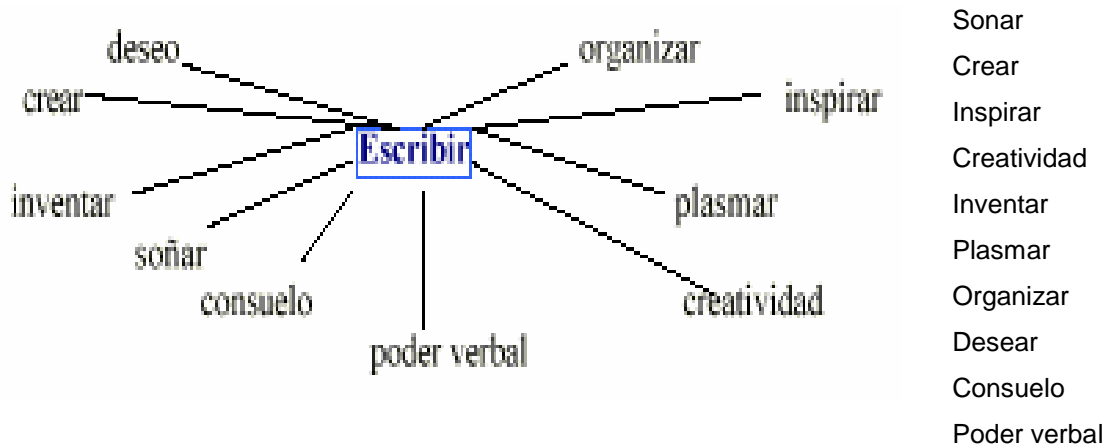 deseo
organizar
crear
inspirar
Escribir
inventar
plasmar
soñar
consuelo
creatividad
poder verbal
Sonar
Crear
Inspirar
Creatividad
Inventar
Plasmar
Organizar
Desear
Consuelo
Poder verbal